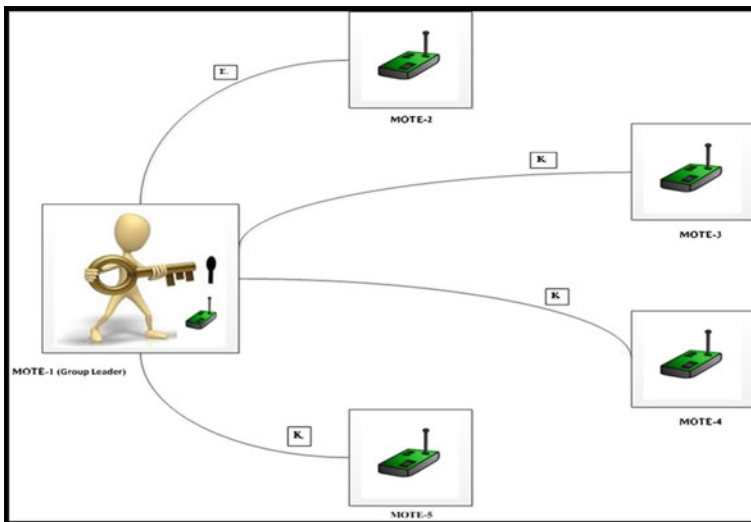 MOTE-2
K.
MOTE-3
K.
MOTE-1 (Group Leader)
MOTE-4
K.
MOTE-5